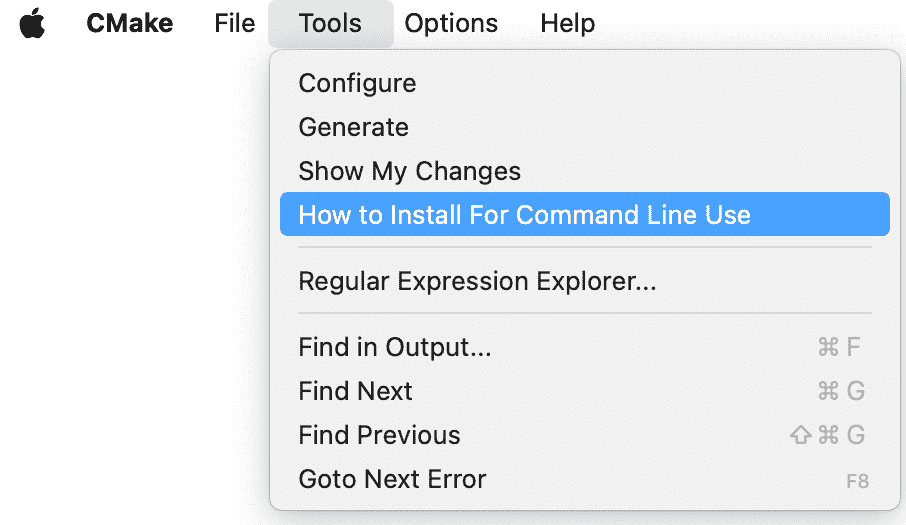 CMake File Tools Options Help
Configure
Generate
Show My Changes
How to Install For Command Line Use
Regular Expression Explorer...
Find in Output... ⌘ F
Find Next ⌘ G
Find Previous ⇧ ⌘ G
Goto Next Error F8